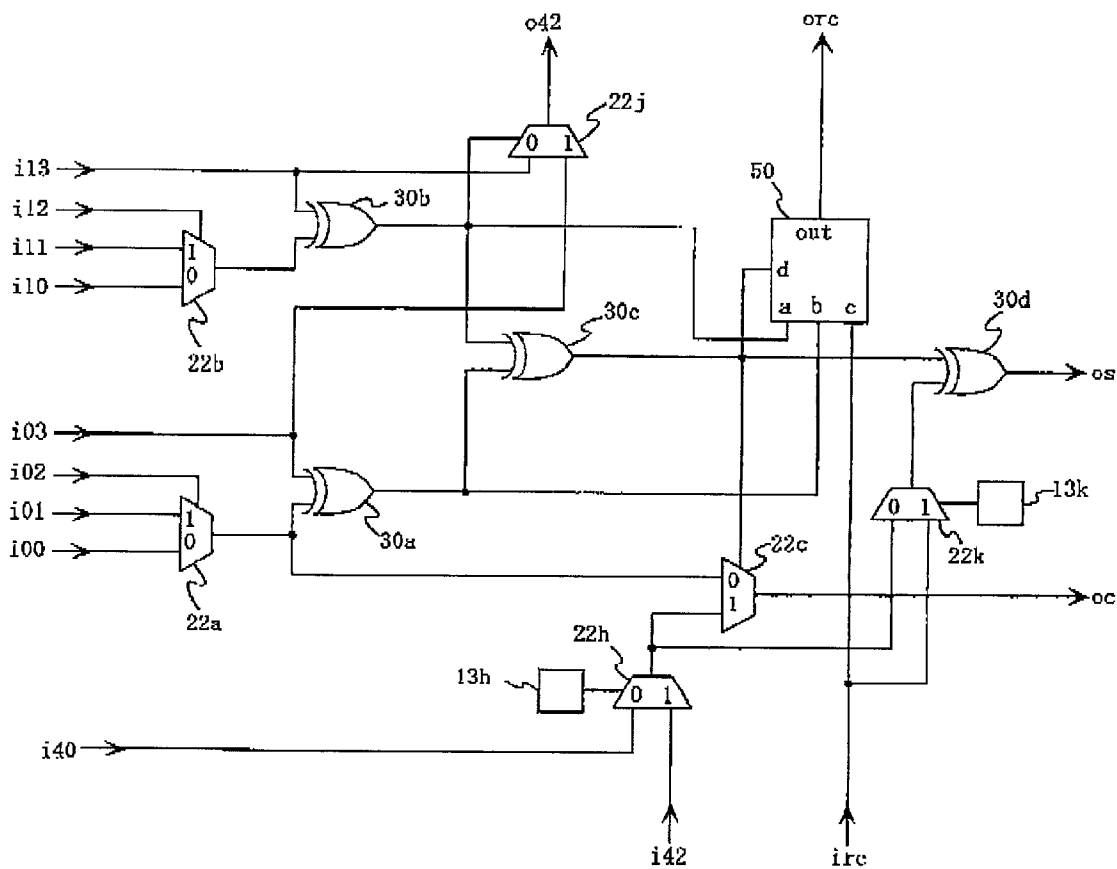 o42
orc
22j
0 1
i13
30b
50
i12
out
i11
1
d
30d
i10
0
a b c
30c
22b
os
i03
i02
13k
i01
1
0 1
30a
22c
22k
i00
0
0
22a
1
oc
22h
13h
0 1
i40
i42
irc